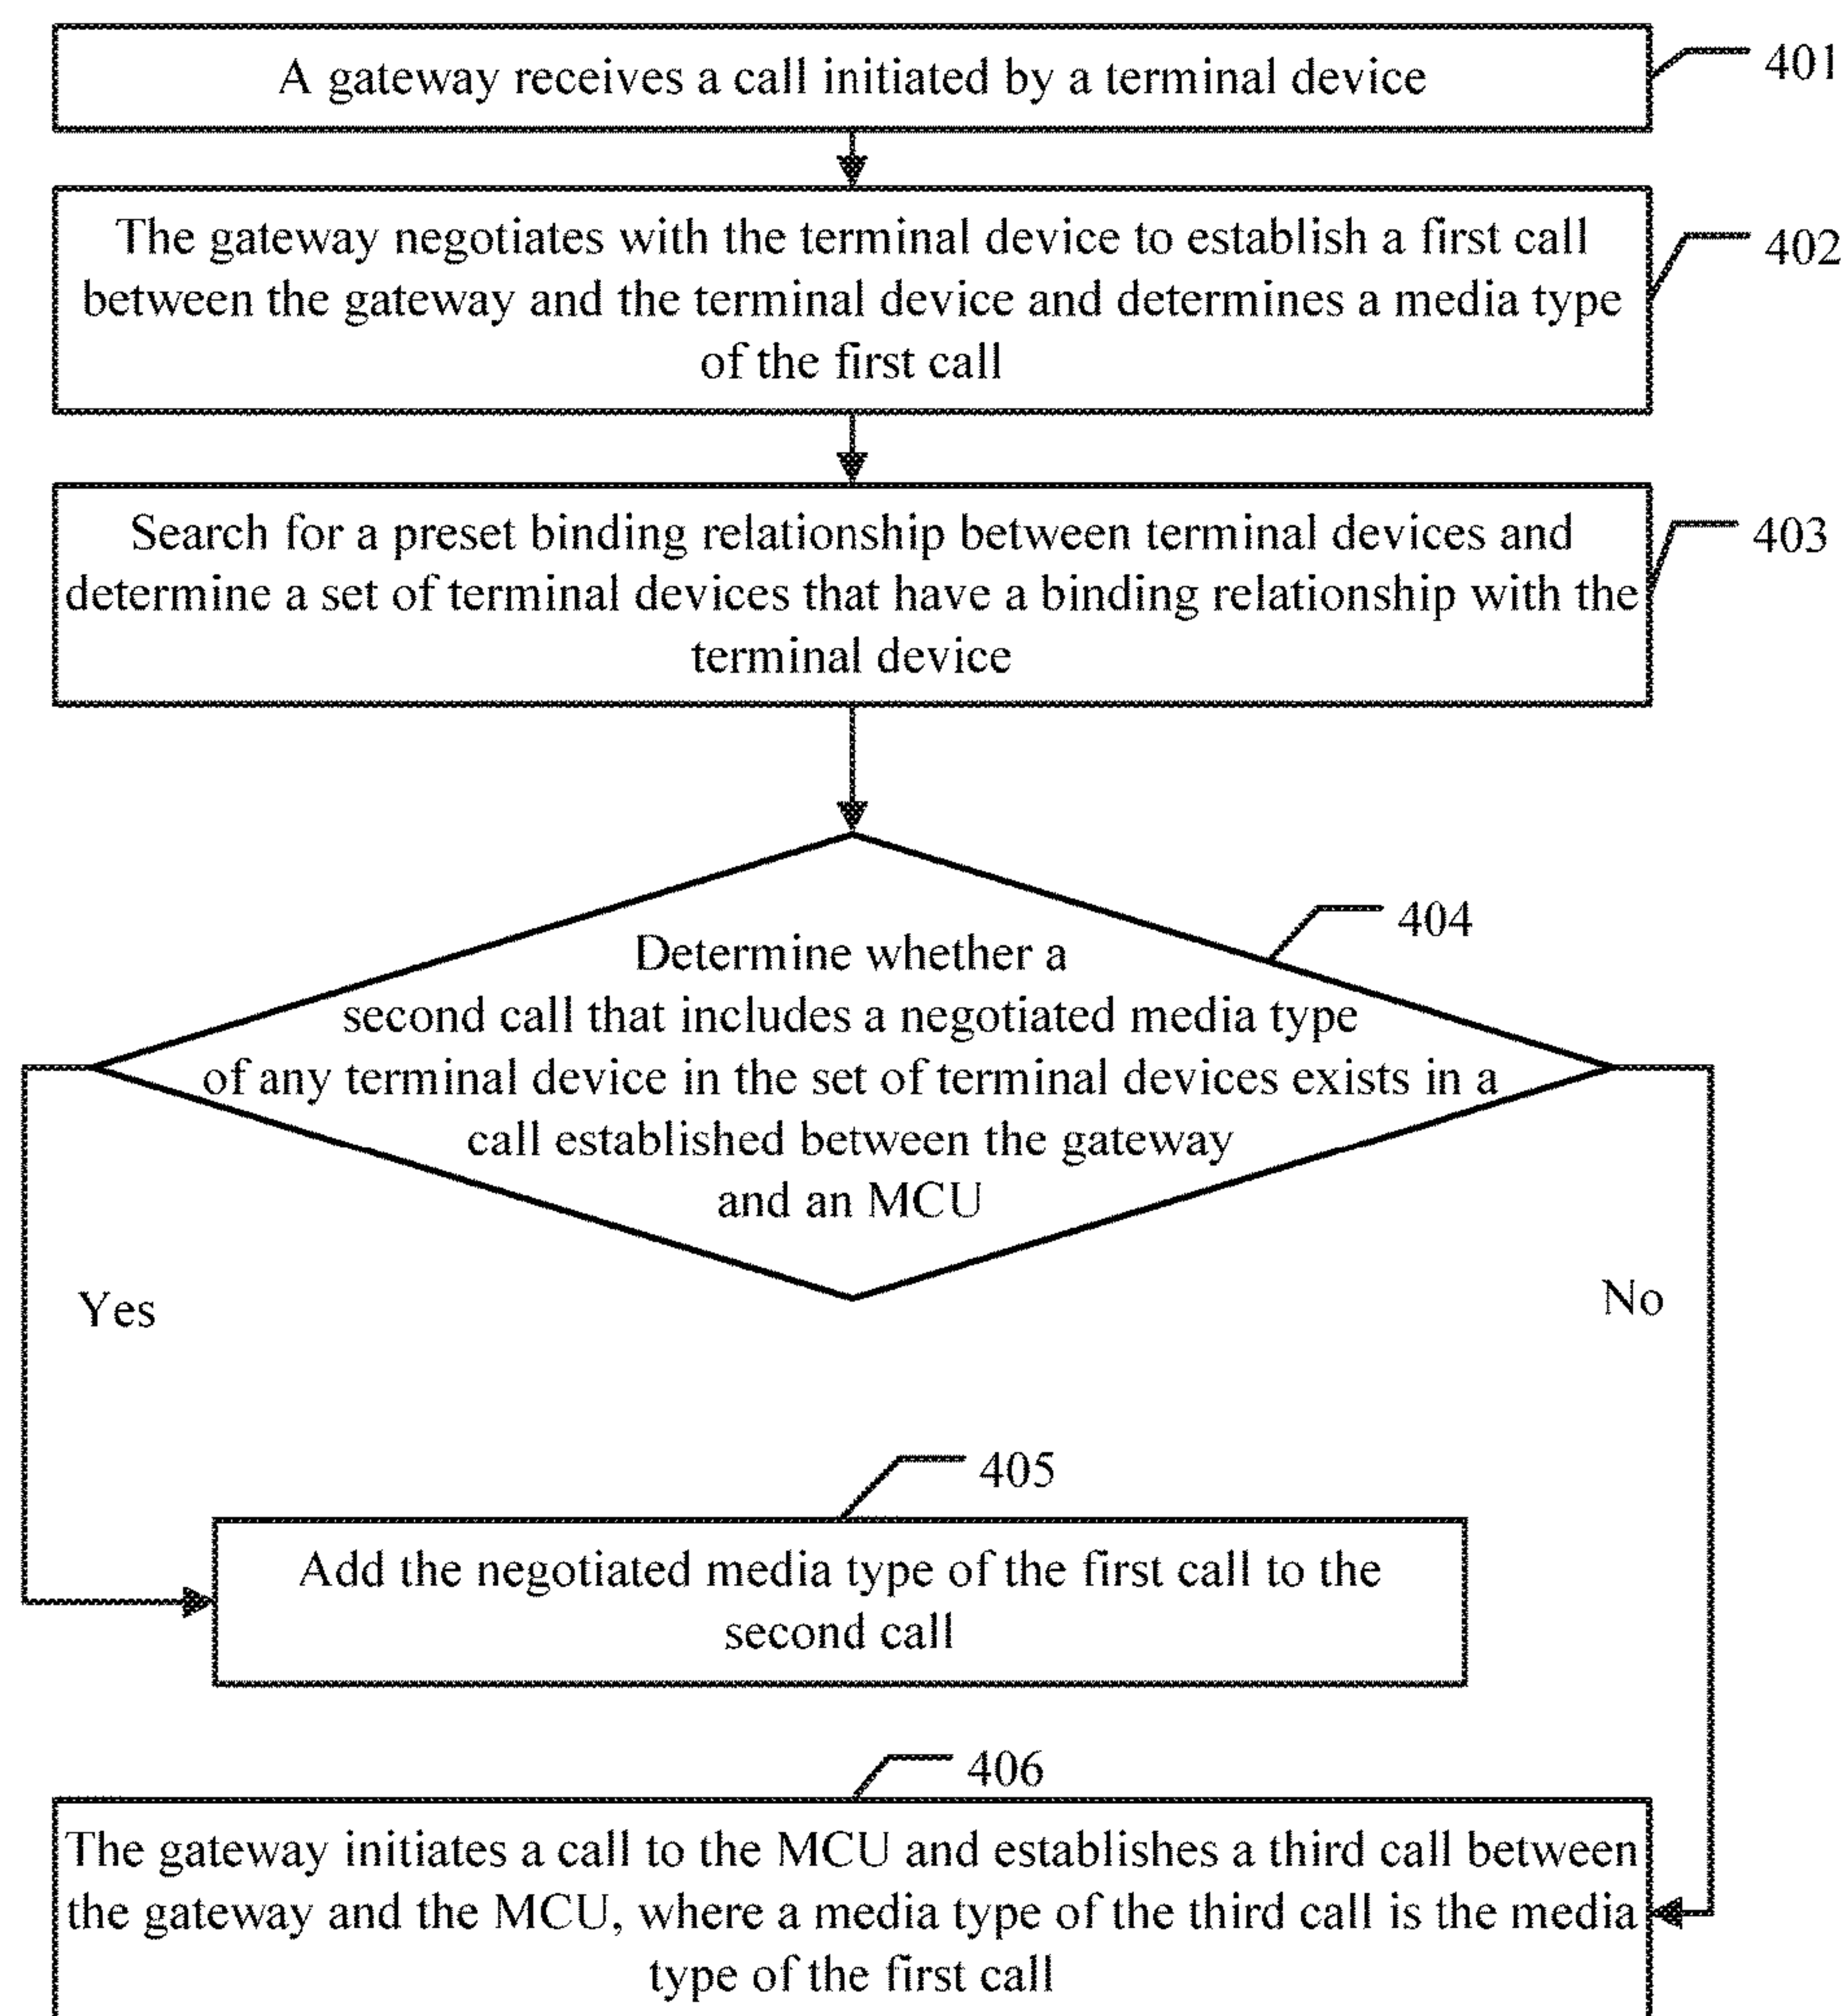 A gateway receives a call initiated by a terminal device
401
The gateway negotiates with the terminal device to establish a first call
between the gateway and the terminal device and determines a media type
of the first call
402
Search for a preset binding relationship between terminal devices and
determine a set of terminal devices that have a binding relationship with the
terminal device
403
404
Determine whether a
second call that includes a negotiated media type
of any terminal device in the set of terminal devices exists in a
call established between the gateway
and an MCU
Yes
No
405
Add the negotiated media type of the first call to the
second call
406
The gateway initiates a call to the MCU and establishes a third call between
the gateway and the MCU, where a media type of the third call is the media
type of the first call